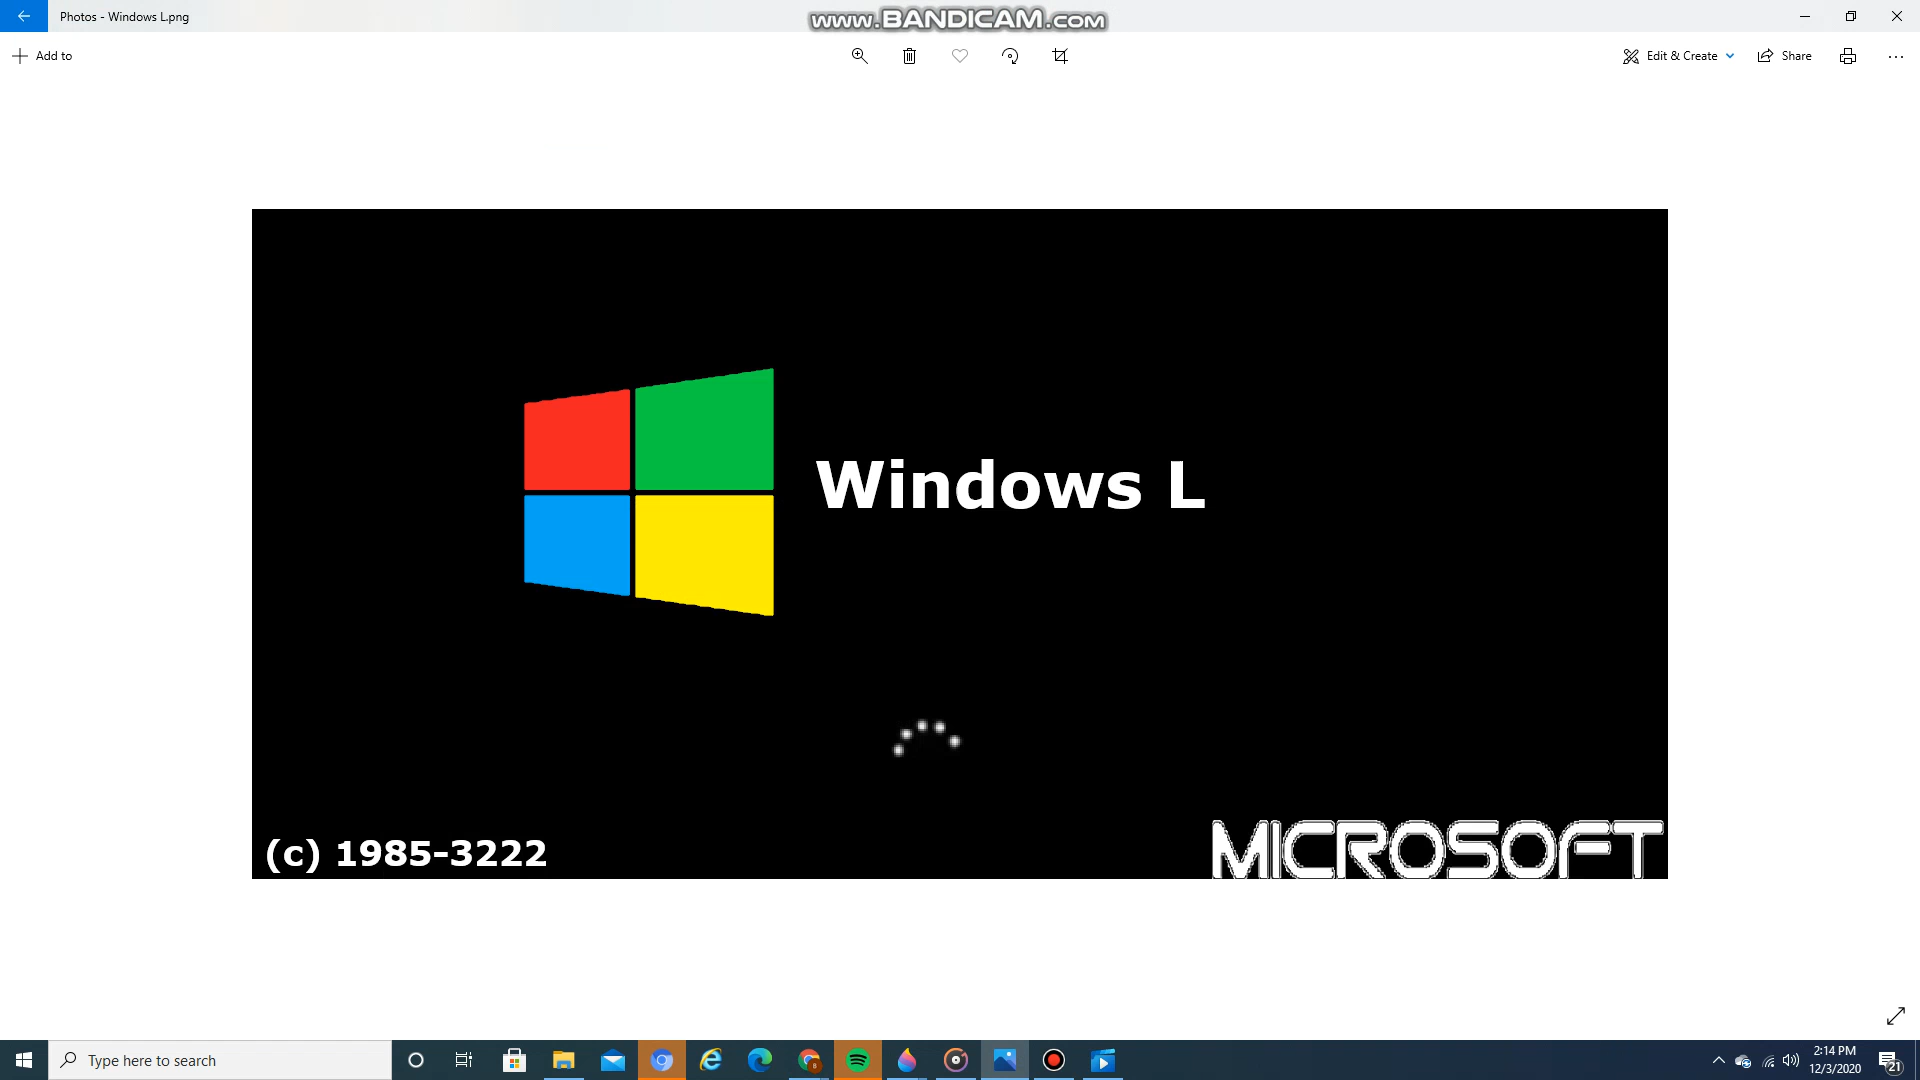 Photos - Windows L.png
www.BANDICAM.com
Add to
Edit & Create
Share
Windows L
(c) 1985-3222
MICROSOFT
Type here to search
2:14 PM
12/3/2020
21